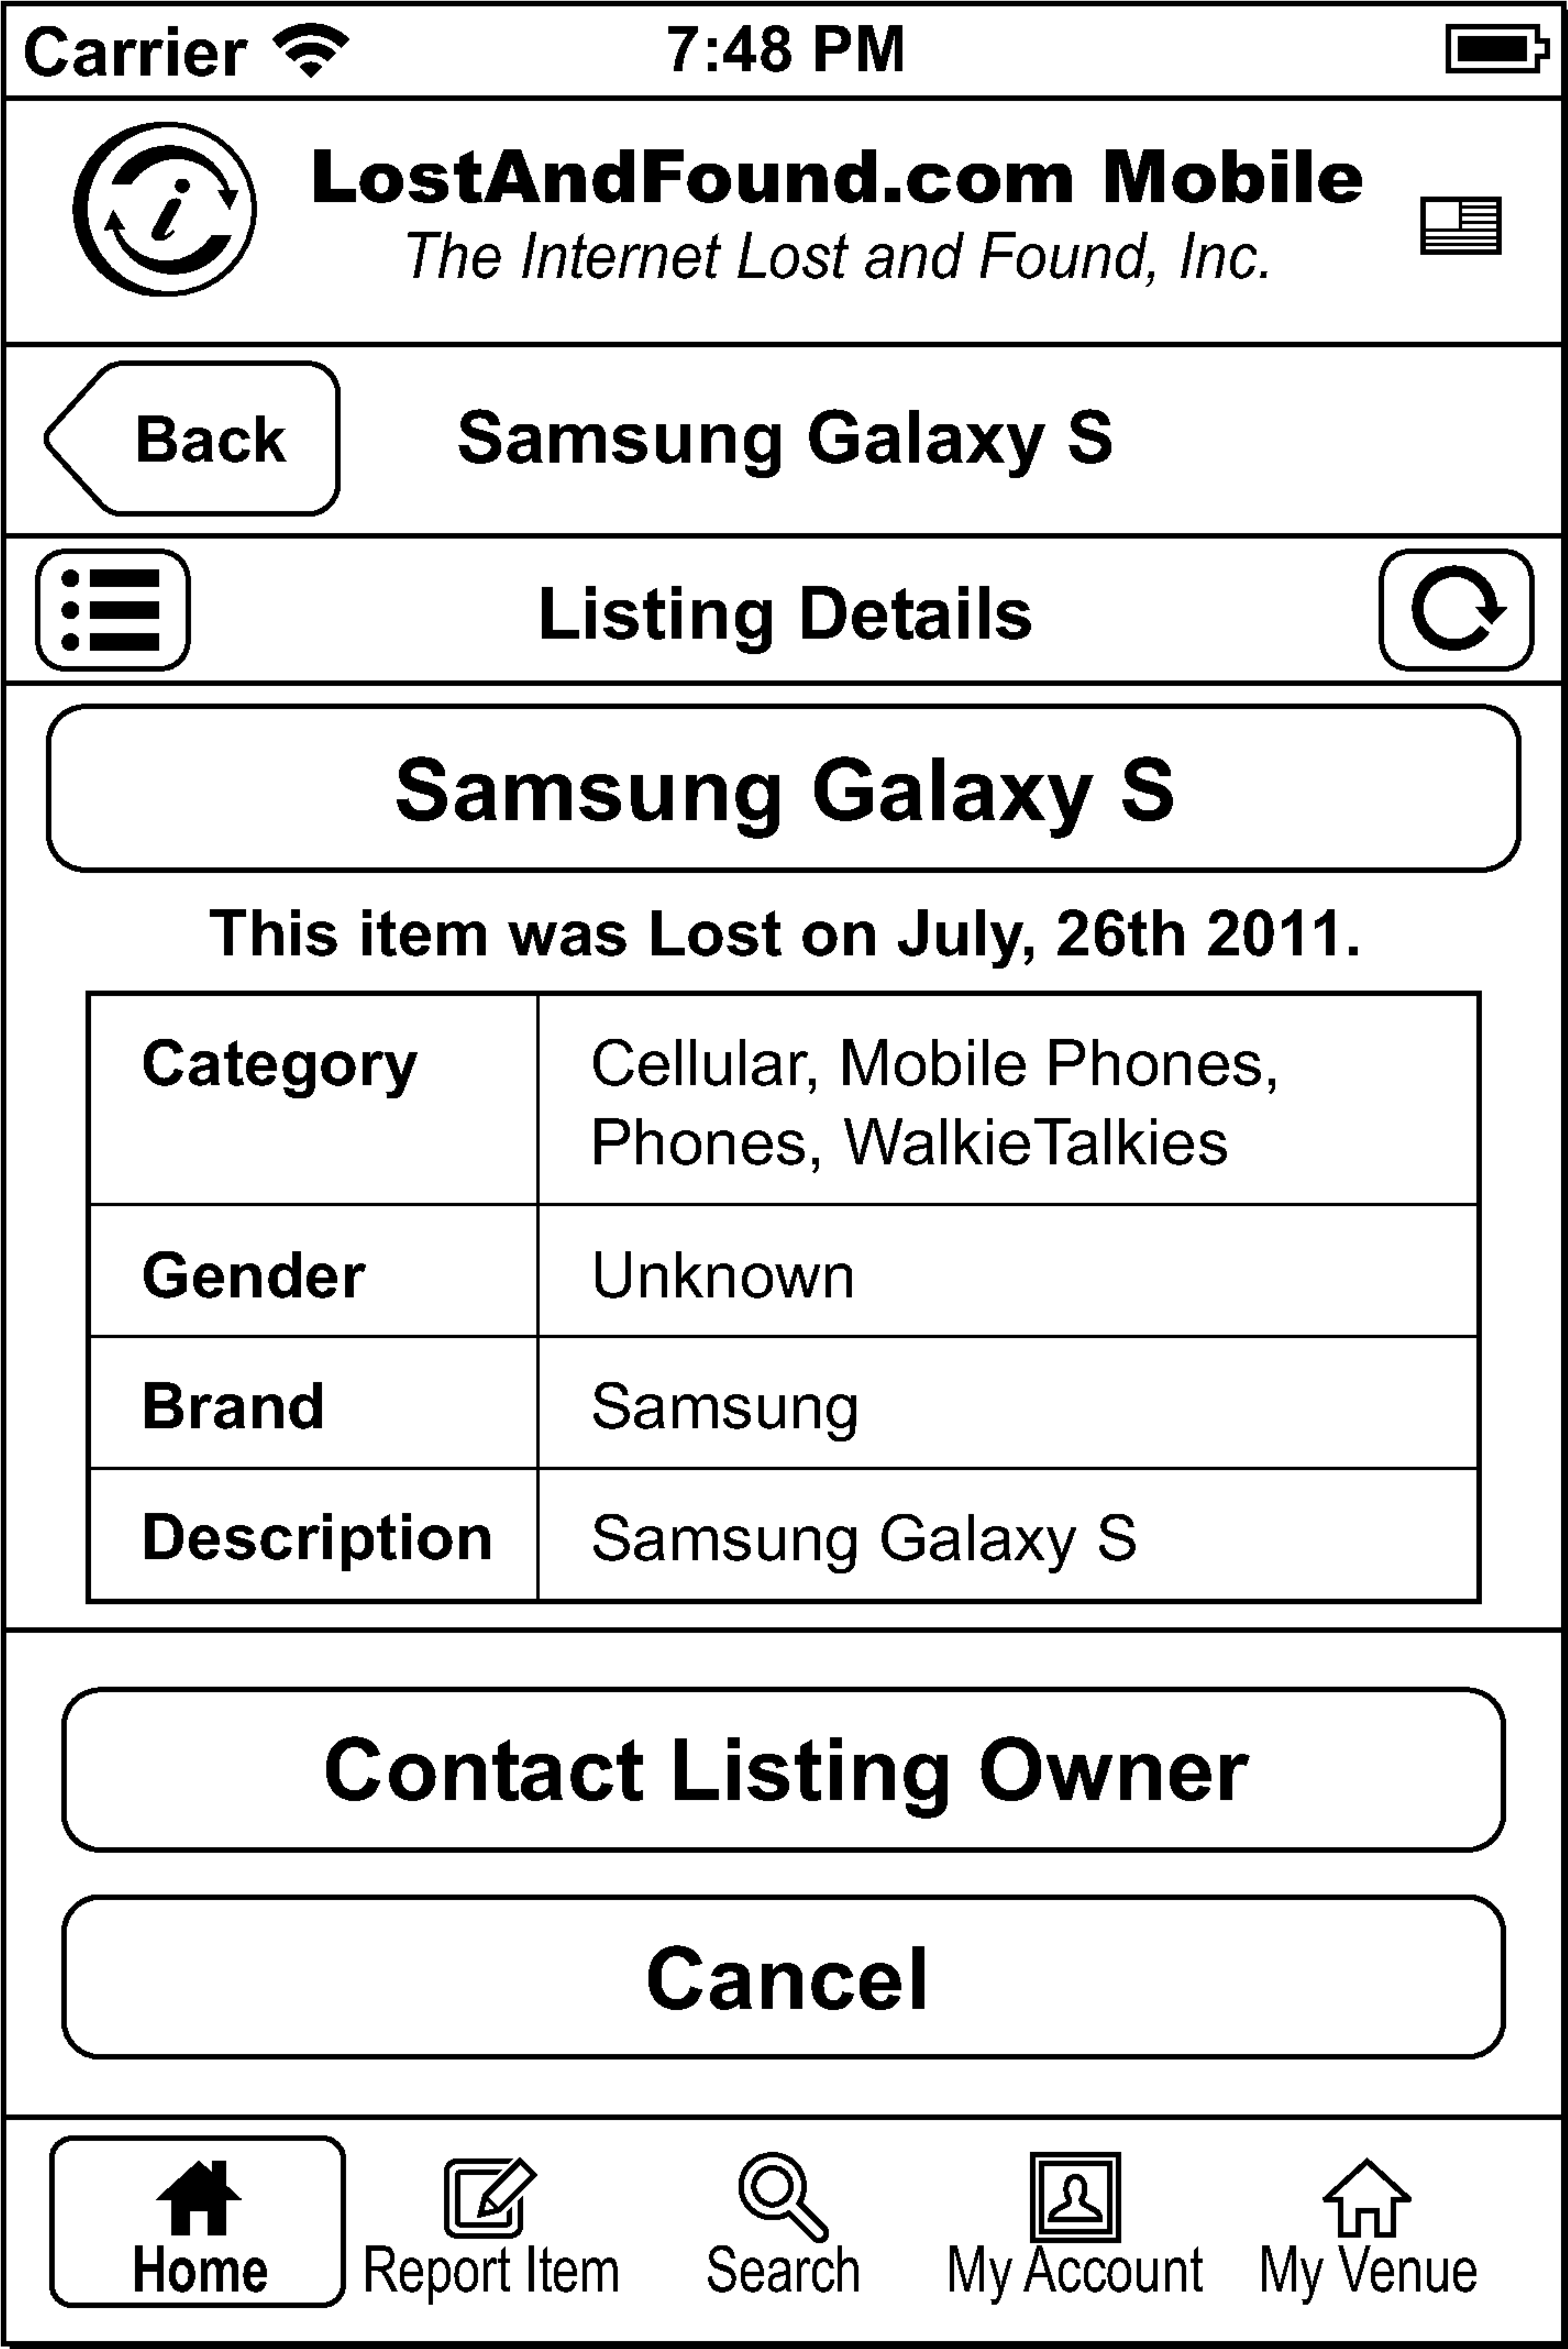 Carrier 7:48 PM
LostAndFound.com Mobile
The Internet Lost and Found, Inc.
Back Samsung Galaxy S
Listing Details
Samsung Galaxy S
This item was Lost on July, 26th 2011.
Category Cellular, Mobile Phones,
Phones, WalkieTalkies
Gender Unknown
Brand Samsung
Description Samsung Galaxy S
Contact Listing Owner
Cancel
Home Report Item Search My Account My Venue